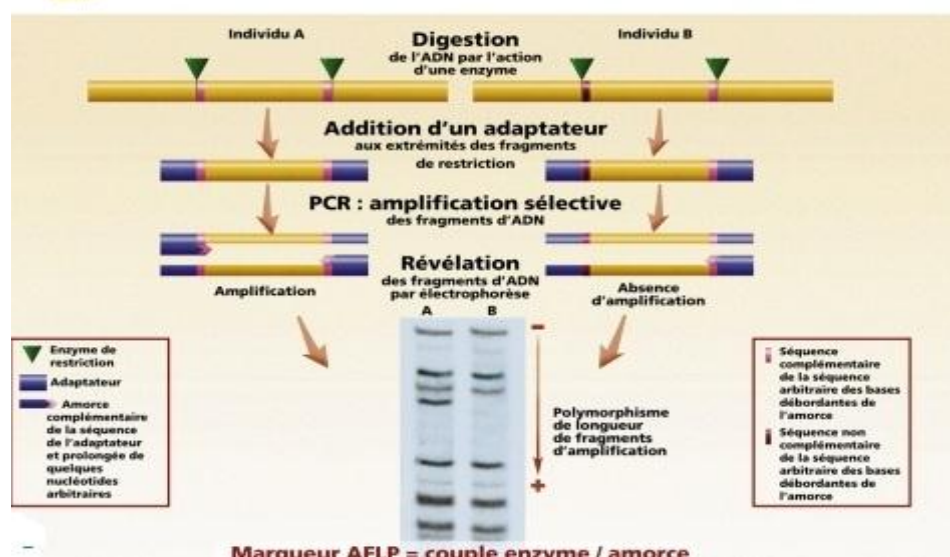 Individu A
Digestion
de l'ADN par l'action
d'une enzyme
Individu B
Addition d'un adaptateur
aux extrémités des fragments
de restriction
PCR : amplification sélective
des fragments d'ADN
Révélation
des fragments d'ADN
par électrophorèse
Amplification
Absence
d'amplification
A
B
Enzyme de
restriction
Adaptateur
Amorce
complémentaire
de la séquence
de l'adaptateur
et prolongée de
quelques
nucléotides
arbitraires
Polymorphisme
de longueur
de fragments
d'amplification
Séquence
complémentaire
de la séquence
arbitraire des bases
débordantes de
l'amorce
Séquence non
complémentaire
de la séquence
arbitraire des bases
débordantes de
l'amorce
Marqueur AFLP = couple enzyme / amorce